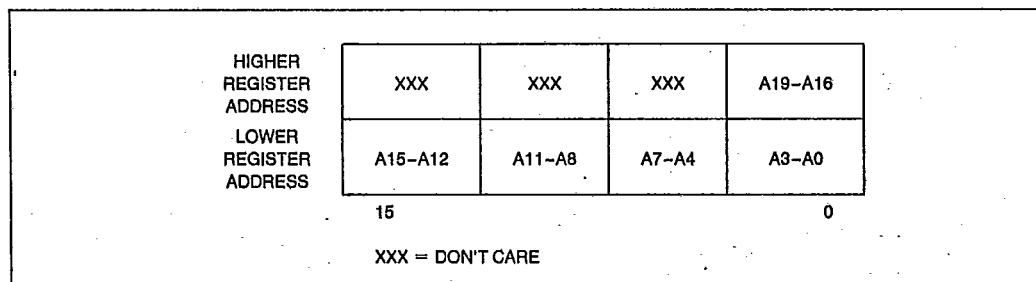 HIGHER
REGISTER
ADDRESS
XXX XXX XXX A19–A16
LOWER
REGISTER
ADDRESS
A15–A12 A11–A8 A7–A4 A3–A0
15 0
XXX = DON'T CARE